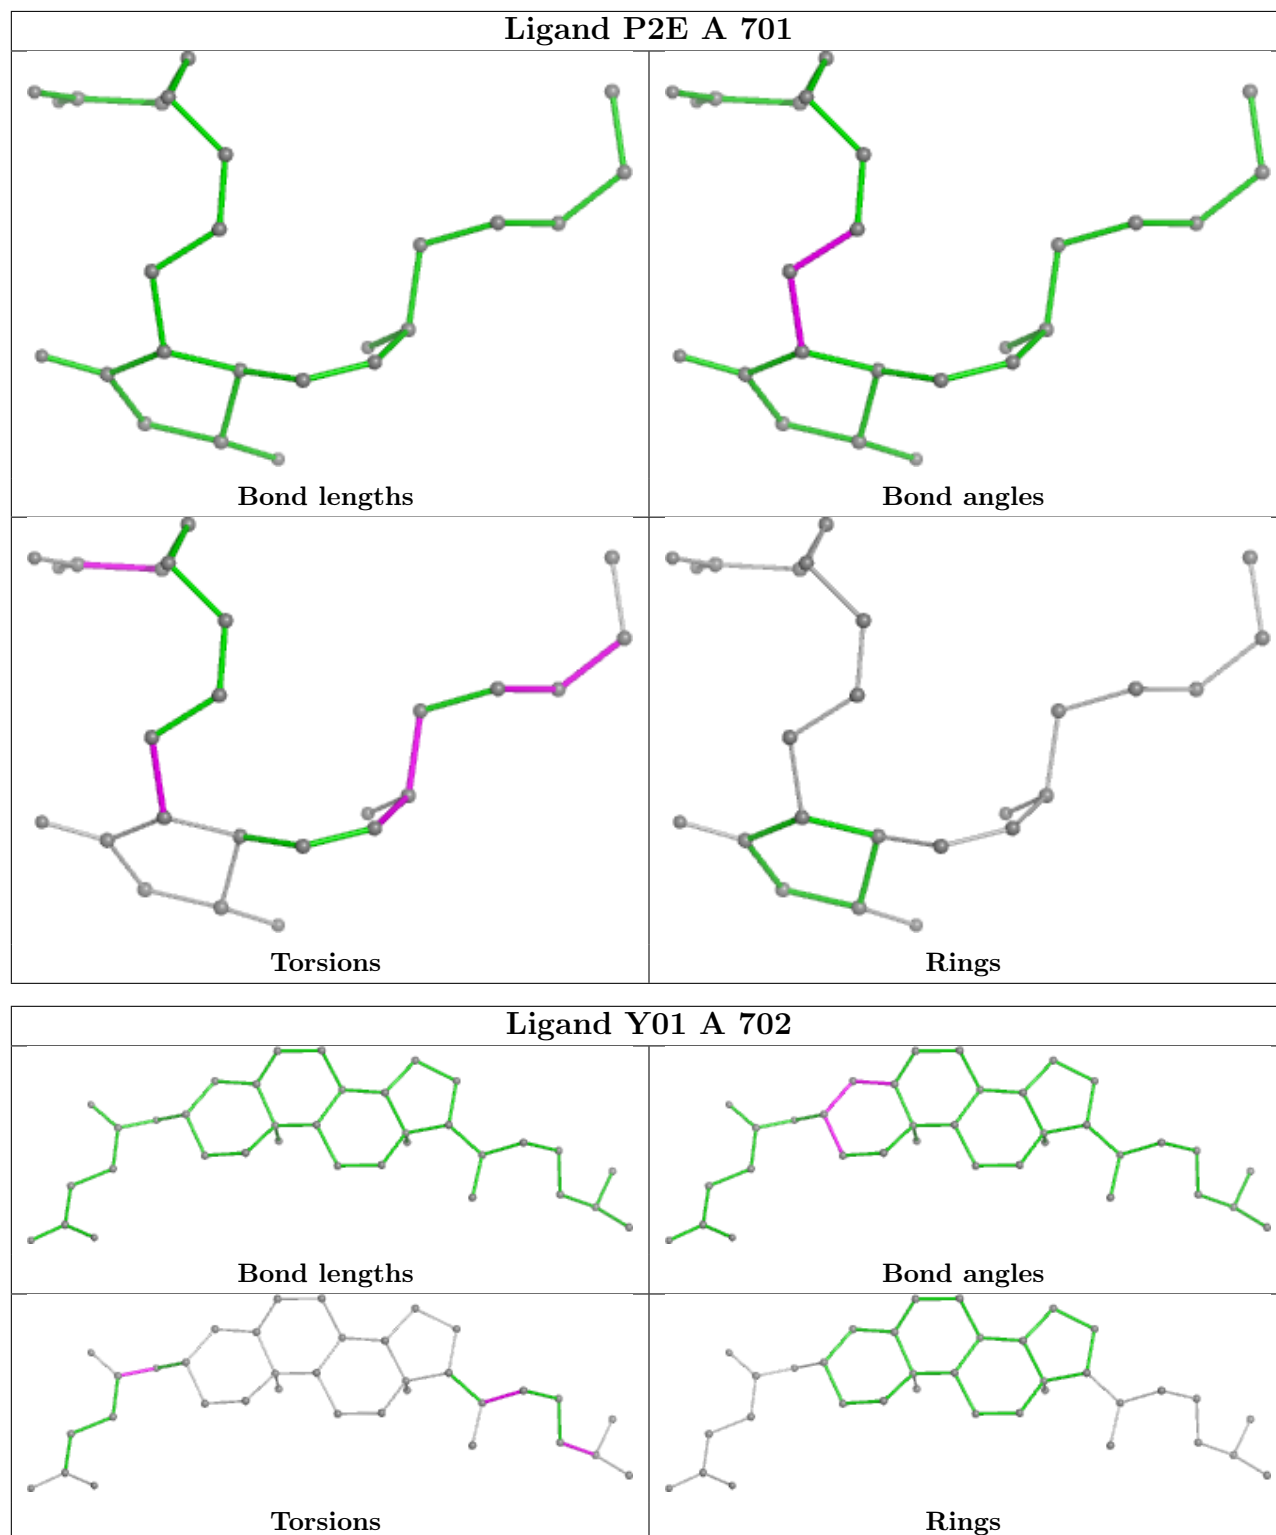 Ligand P2E A 701
Bond lengths
Bond angles
Torsions
Rings
Ligand Y01 A 702
Bond lengths
Bond angles
Torsions
Rings